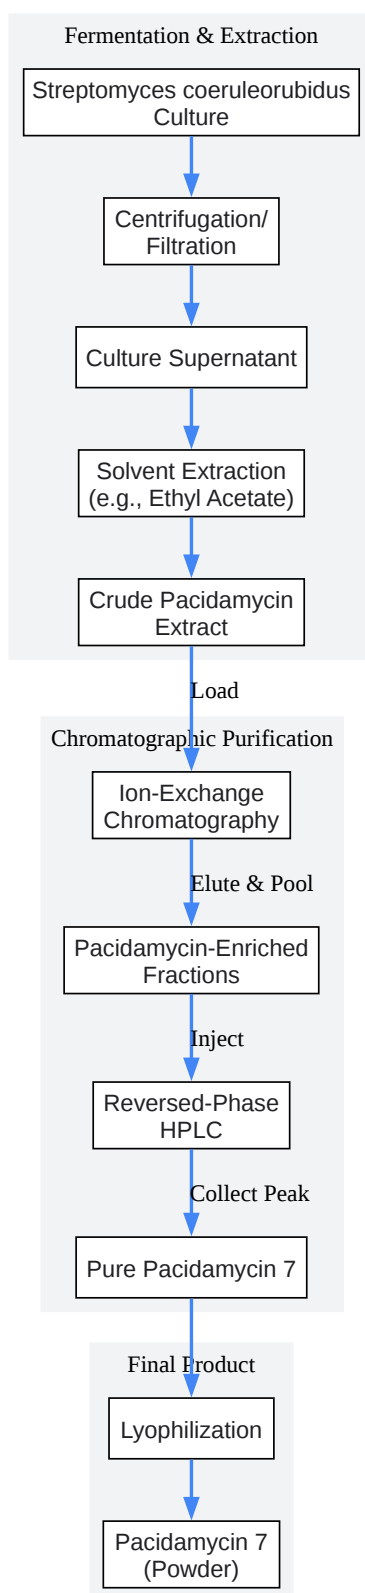 Fermentation & Extraction
Streptomyces coeruleorubidus
Culture
Centrifugation/
Filtration
Culture Supernatant
Solvent Extraction
(e.g., Ethyl Acetate)
Crude Pacidamycin
Extract
Load
Chromatographic Purification
Ion-Exchange
Chromatography
Elute & Pool
Pacidamycin-Enriched
Fractions
Inject
Reversed-Phase
HPLC
Collect Peak
Pure Pacidamycin 7
Final Product
Lyophilization
Pacidamycin 7
(Powder)